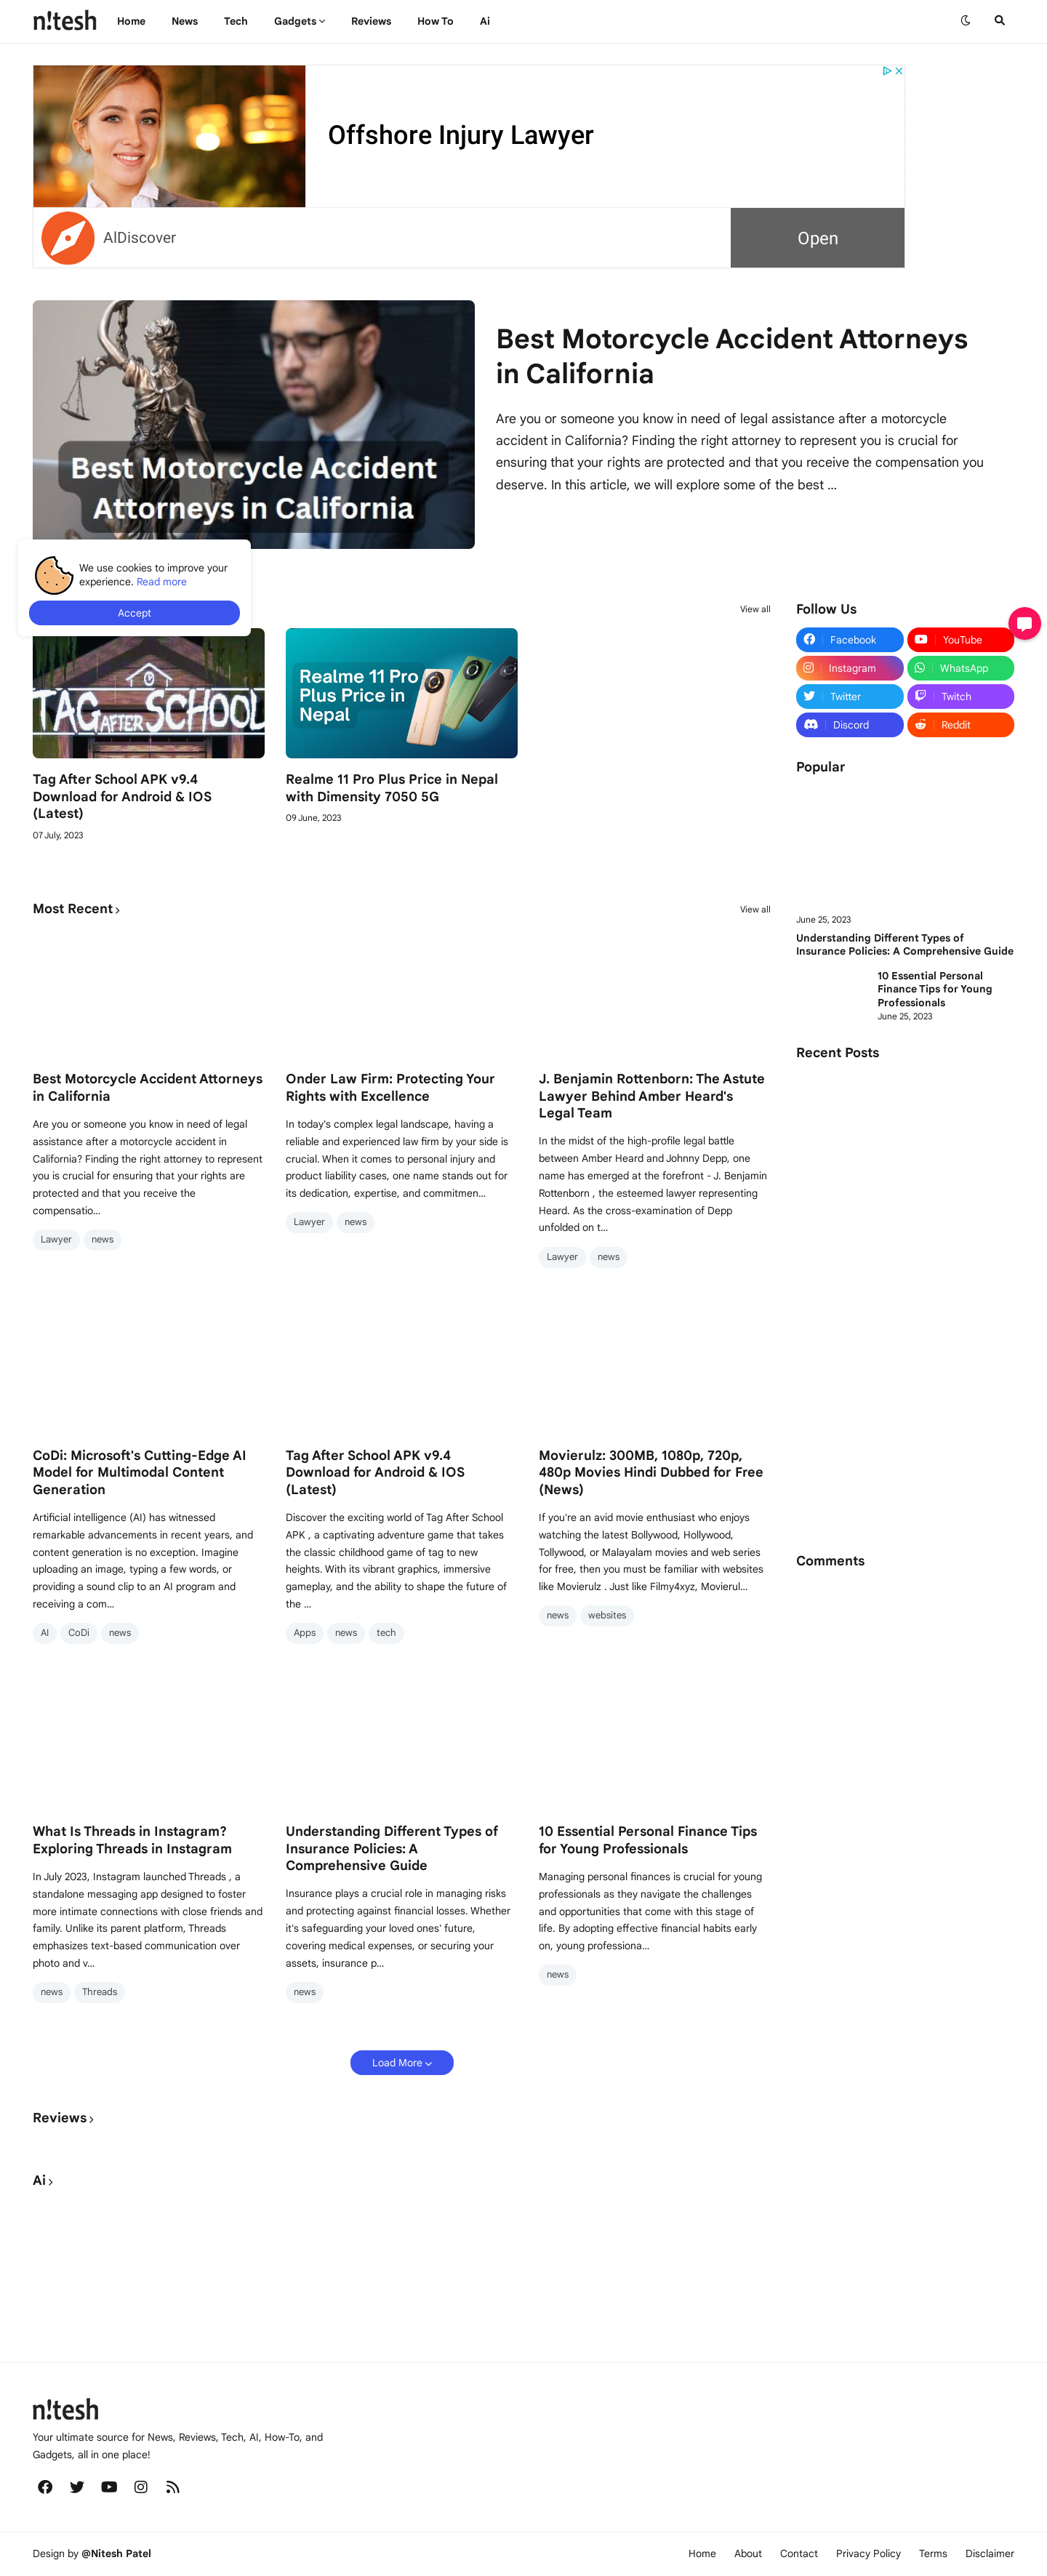 n!tesh
Home
News
Tech
Gadgets
Reviews
How To
Ai
Offshore Injury Lawyer
AIDiscover
Open
Best Motorcycle Accident
Attorneys in California
Best Motorcycle Accident Attorneys
in California
Are you or someone you know in need of legal assistance after a motorcycle
accident in California? Finding the right attorney to represent you is crucial for
ensuring that your rights are protected and that you receive the compensation you
deserve. In this article, we will explore some of the best ...
We use cookies to improve your
experience. Read more
Accept
View all
TAG AFTER SCHOOL
Tag After School APK v9.4
Download for Android & IOS
(Latest)
07 July, 2023
Realme 11 Pro
Plus Price in
Nepal
Realme 11 Pro Plus Price in Nepal
with Dimensity 7050 5G
09 June, 2023
Follow Us
Facebook
YouTube
Instagram
WhatsApp
Twitter
Twitch
Discord
Reddit
Popular
June 25, 2023
Understanding Different Types of
Insurance Policies: A Comprehensive Guide
10 Essential Personal
Finance Tips for Young
Professionals
June 25, 2023
Recent Posts
Comments
Most Recent
View all
Best Motorcycle Accident Attorneys
in California
Are you or someone you know in need of legal
assistance after a motorcycle accident in
California? Finding the right attorney to represent
you is crucial for ensuring that your rights are
protected and that you receive the
compensatio...
Lawyer
news
Onder Law Firm: Protecting Your
Rights with Excellence
In today's complex legal landscape, having a
reliable and experienced law firm by your side is
crucial. When it comes to personal injury and
product liability cases, one name stands out for
its dedication, expertise, and commitmen...
Lawyer
news
J. Benjamin Rottenborn: The Astute
Lawyer Behind Amber Heard's
Legal Team
In the midst of the high-profile legal battle
between Amber Heard and Johnny Depp, one
name has emerged at the forefront - J. Benjamin
Rottenborn , the esteemed lawyer representing
Heard. As the cross-examination of Depp
unfolded on t...
Lawyer
news
CoDi: Microsoft's Cutting-Edge AI
Model for Multimodal Content
Generation
Artificial intelligence (AI) has witnessed
remarkable advancements in recent years, and
content generation is no exception. Imagine
uploading an image, typing a few words, or
providing a sound clip to an AI program and
receiving a com...
AI
CoDi
news
Tag After School APK v9.4
Download for Android & IOS
(Latest)
Discover the exciting world of Tag After School
APK , a captivating adventure game that takes
the classic childhood game of tag to new
heights. With its vibrant graphics, immersive
gameplay, and the ability to shape the future of
the ...
Apps
news
tech
Movierulz: 300MB, 1080p, 720p,
480p Movies Hindi Dubbed for Free
(News)
If you're an avid movie enthusiast who enjoys
watching the latest Bollywood, Hollywood,
Tollywood, or Malayalam movies and web series
for free, then you must be familiar with websites
like Movierulz . Just like Filmy4xyz, Movierul...
news
websites
What Is Threads in Instagram?
Exploring Threads in Instagram
In July 2023, Instagram launched Threads , a
standalone messaging app designed to foster
more intimate connections with close friends and
family. Unlike its parent platform, Threads
emphasizes text-based communication over
photo and v...
news
Threads
Understanding Different Types of
Insurance Policies: A
Comprehensive Guide
Insurance plays a crucial role in managing risks
and protecting against financial losses. Whether
it's safeguarding your loved ones' future,
covering medical expenses, or securing your
assets, insurance p...
news
10 Essential Personal Finance Tips
for Young Professionals
Managing personal finances is crucial for young
professionals as they navigate the challenges
and opportunities that come with this stage of
life. By adopting effective financial habits early
on, young professiona...
news
Load More
Reviews
Ai
n!tesh
Your ultimate source for News, Reviews, Tech, AI, How-To, and
Gadgets, all in one place!
Design by @Nitesh Patel
Home
About
Contact
Privacy Policy
Terms
Disclaimer